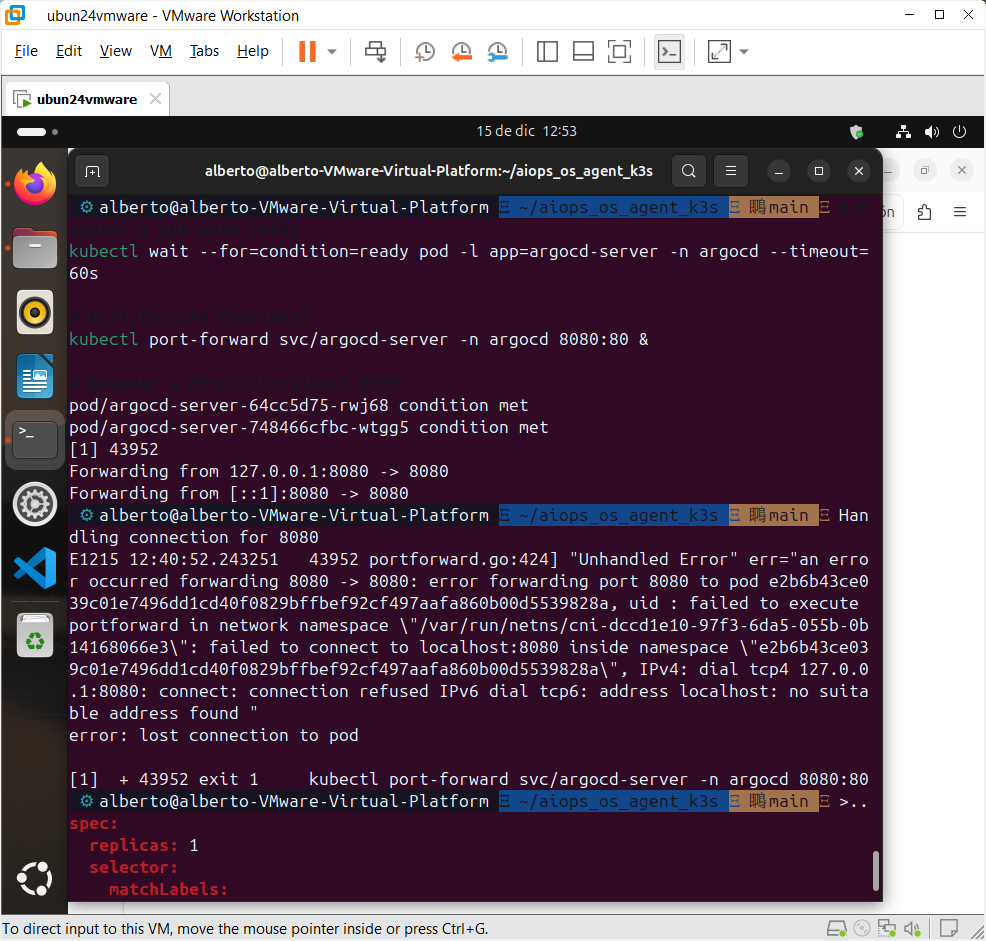 ubun24vmware - VMware Workstation
File Edit View VM Tabs Help
ubun24vmware
15 de dic 12:53
alberto@alberto-VMware-Virtual-Platform:~/aiops_os_agent_k3s
alberto@alberto-VMware-Virtual-Platform ~/aiops_os_agent_k3s main
kubectl wait --for=condition=ready pod -l app=argocd-server -n argocd --timeout=
60s
# Port-forward funcional
kubectl port-forward svc/argocd-server -n argocd 8080:80 &
# Acceder a http://localhost:8080
pod/argocd-server-64cc5d75-rwj68 condition met
pod/argocd-server-748466cfbc-wtgg5 condition met
[1] 43952
Forwarding from 127.0.0.1:8080 -> 8080
Forwarding from [::1]:8080 -> 8080
alberto@alberto-VMware-Virtual-Platform ~/aiops_os_agent_k3s main Han
dling connection for 8080
E1215 12:40:52.243251 43952 portforward.go:424] "Unhandled Error" err="an erro
r occurred forwarding 8080 -> 8080: error forwarding port 8080 to pod e2b6b43ce0
39c01e7496dd1cd40f0829bffbef92cf497aafa860b00d5539828a, uid : failed to execute
portforward in network namespace \"/var/run/netns/cni-dccd1e10-97f3-6da5-055b-0b
14168066e3\": failed to connect to localhost:8080 inside namespace \"e2b6b43ce03
9c01e7496dd1cd40f0829bffbef92cf497aafa860b00d5539828a\", IPv4: dial tcp4 127.0.0
.1:8080: connect: connection refused IPv6 dial tcp6: address localhost: no suita
ble address found "
error: lost connection to pod
[1] + 43952 exit 1 kubectl port-forward svc/argocd-server -n argocd 8080:80
alberto@alberto-VMware-Virtual-Platform ~/aiops_os_agent_k3s main >..
spec:
replicas: 1
selector:
matchLabels:
To direct input to this VM, move the mouse pointer inside or press Ctrl+G.